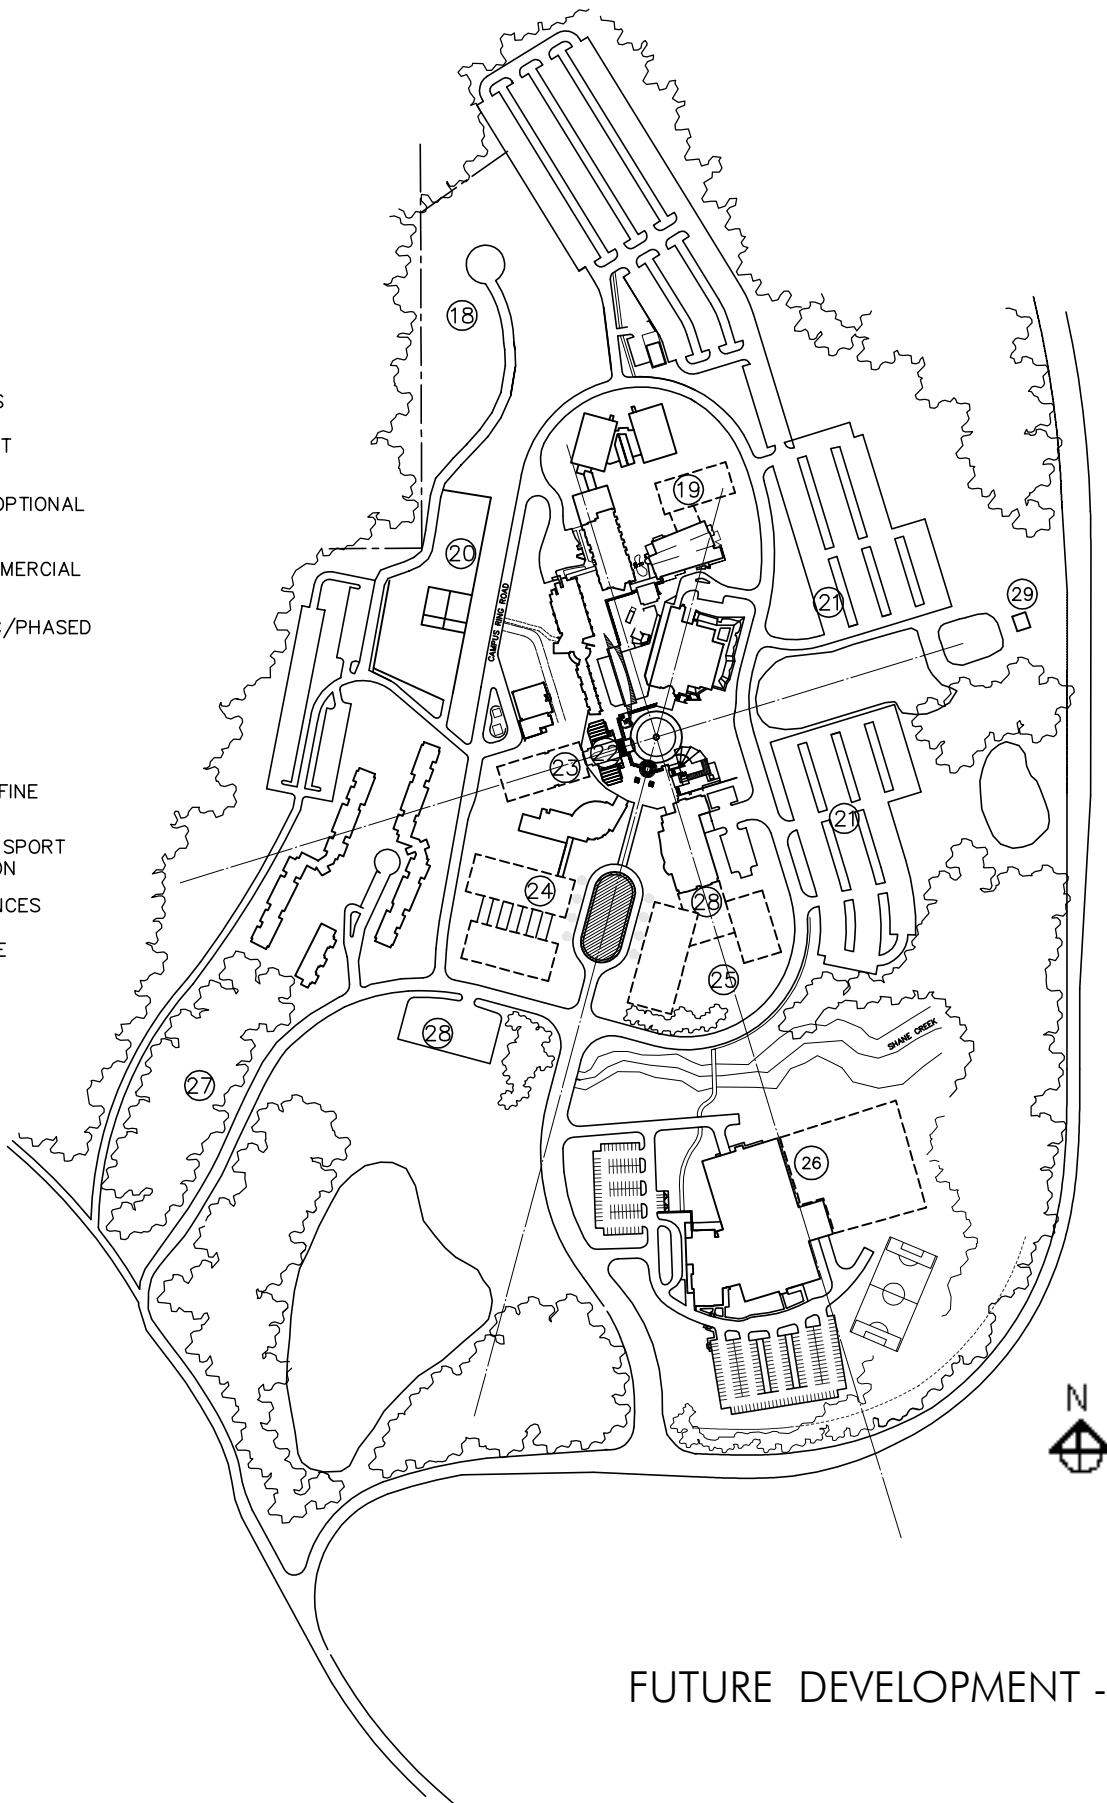 18
S
T
19
OPTIONAL
20
MERCIAL
CAMPUS RING ROAD
29
21
/PHASED
22
23
FINE
21
SPORT
ON
24
28
NCES
E
25
28
SHANE CREEK
27
26
N
FUTURE DEVELOPMENT -